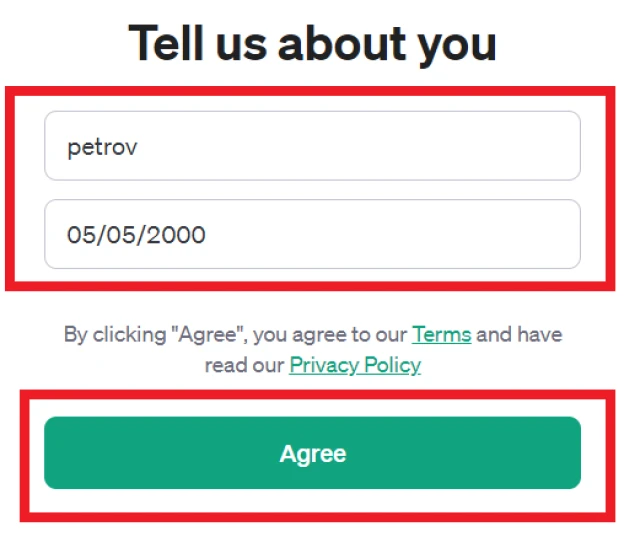 Tell us about you
petrov
05/05/2000
By clicking "Agree", you agree to our Terms and have
read our Privacy Policy
Agree